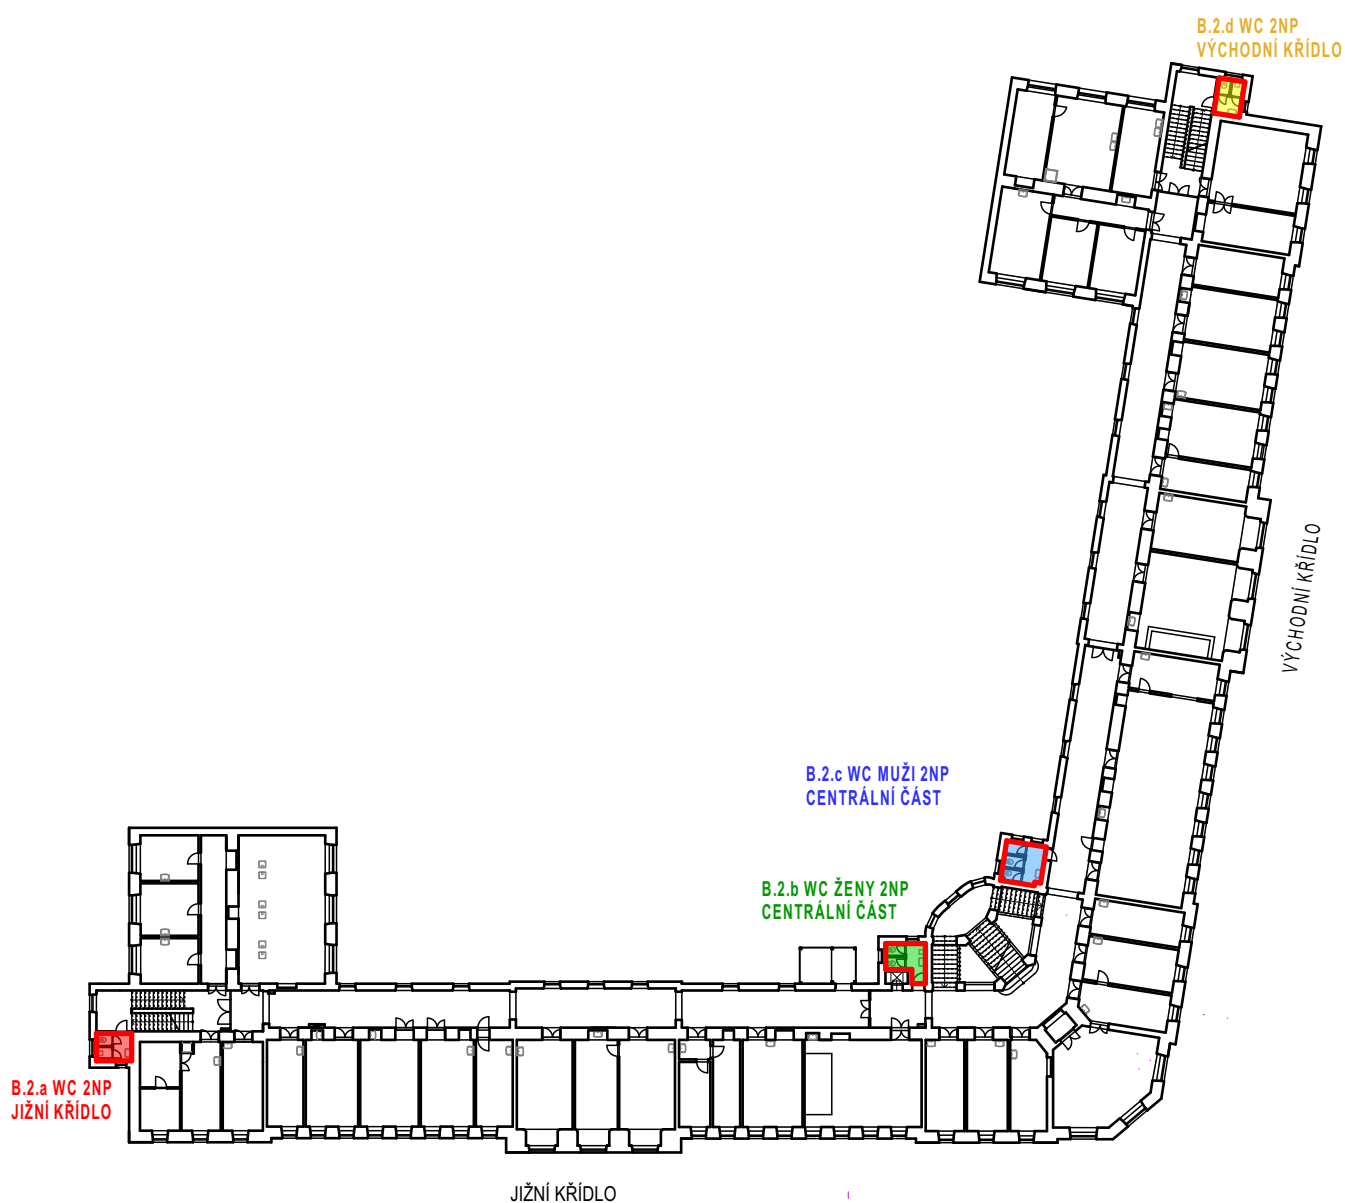 B.2.d WC 2NP
VÝCHODNÍ KŘÍDLO
VÝCHODNÍ KŘÍDLO
B.2.c WC MUŽI 2NP
CENTRÁLNÍ ČÁST
B.2.b WC ŽENY 2NP
CENTRÁLNÍ ČÁST
B.2.a WC 2NP
JIŽNÍ KŘÍDLO
JIŽNÍ KŘÍDLO